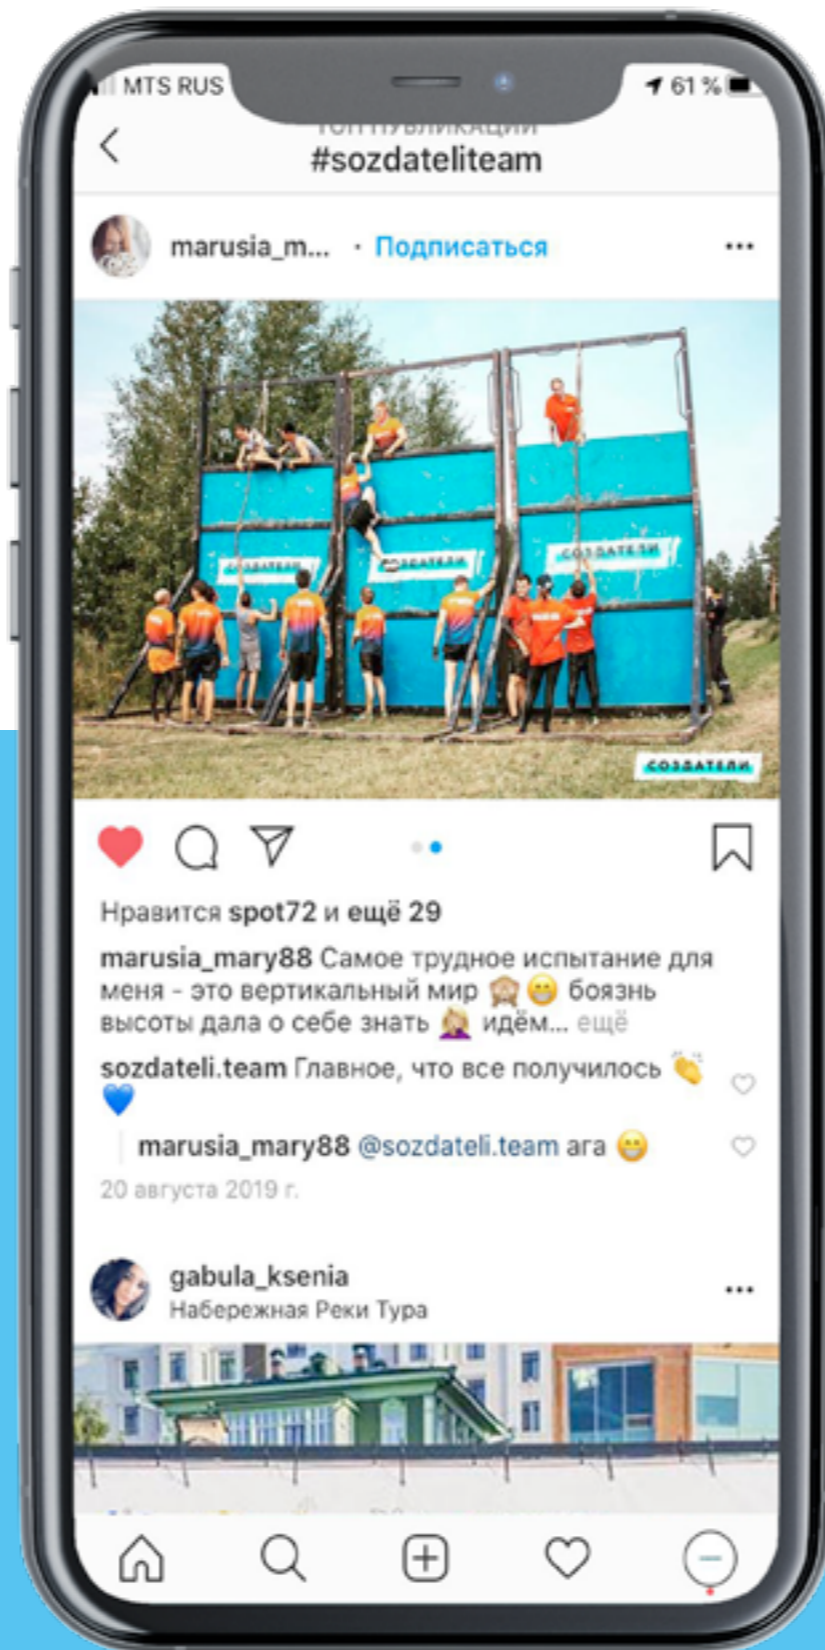 MTS RUS
61 %
ТОП ПУБЛИКАЦИИ
#sozdateliteam
marusia_m... · Подписаться
СОЗДАТЕЛИ
СОЗДАТЕЛИ
СОЗДАТЕЛИ
СОЗДАТЕЛИ
Нравится spot72 и ещё 29
marusia_mary88 Самое трудное испытание для
меня - это вертикальный мир 🙈😁 боязнь
высоты дала о себе знать 🤦🏼‍♀️ идём... ещё
sozdateli.team Главное, что все получилось 👏
💙
marusia_mary88 @sozdateli.team ага 😁
20 августа 2019 г.
gabula_ksenia
Набережная Реки Тура